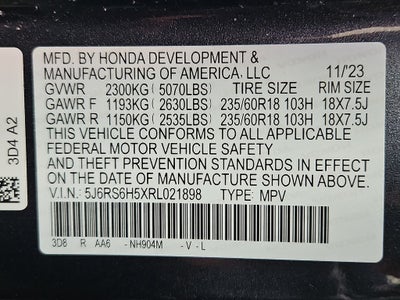 MFD. BY HONDA DEVELOPMENT &
MANUFACTURING OF AMERICA, LLC 11/'23
GVWR 2300KG (5070LBS) TIRE SIZE RIM SIZE
GAWR F 1193KG (2630LBS) 235/60R18 103H 18X7.5J
GAWR R 1150KG (2535LBS) 235/60R18 103H 18X7.5J
THIS VEHICLE CONFORMS TO ALL APPLICABLE
FEDERAL MOTOR VEHICLE SAFETY
AND THEFT PREVENTION STANDARDS IN EFFECT
ON THE DATE OF MANUFACTURE SHOWN ABOVE.
V.I.N.: 5J6RS6H5XRL021898 TYPE: MPV
3D8 R AA6 -NH904M -V-L
3D4 A2